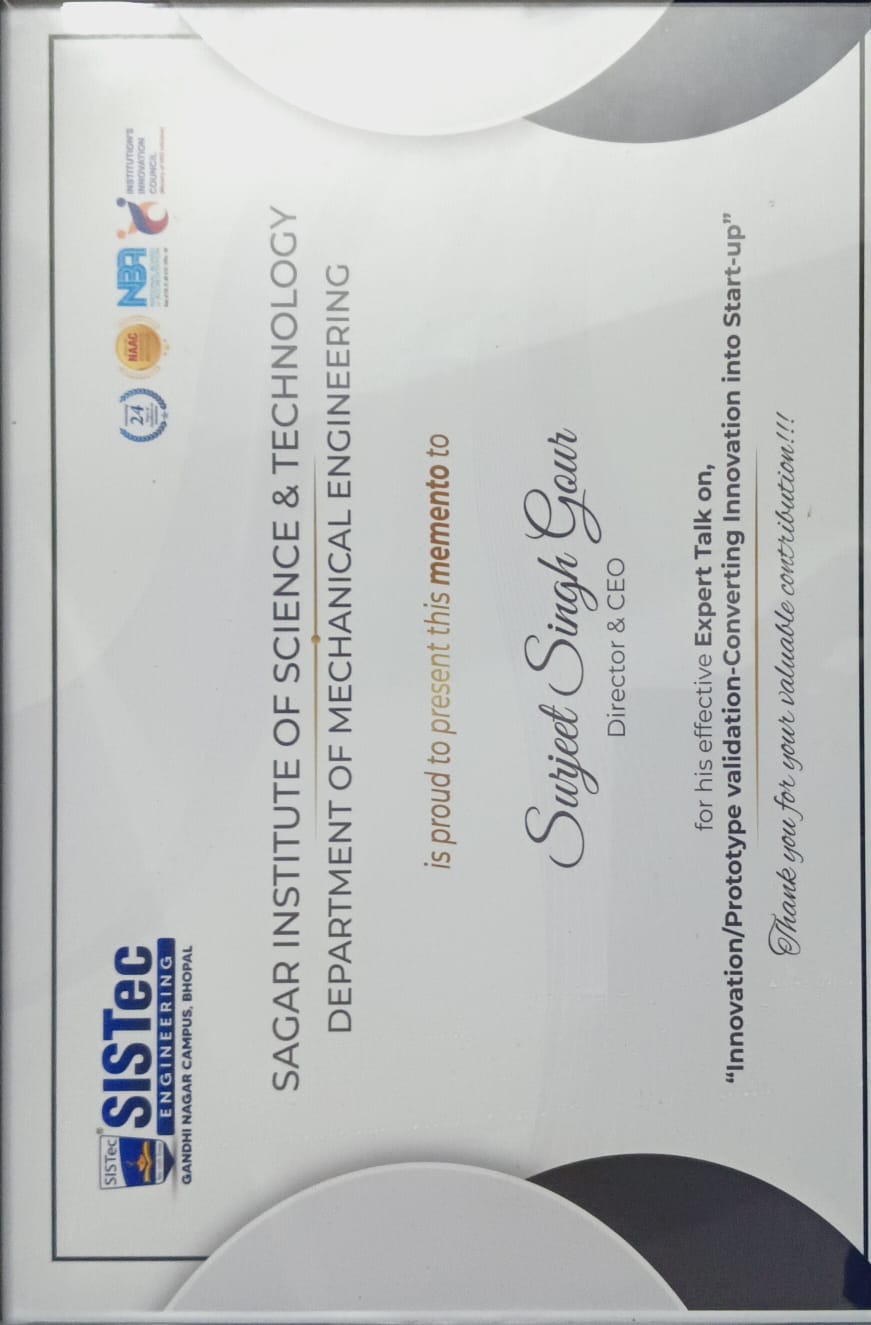 SISTec
SISTec
ENGINEERING
GANDHI NAGAR CAMPUS, BHOPAL
24
NAAC
NBA
INSTITUTION'S
INNOVATION
COUNCIL
SAGAR INSTITUTE OF SCIENCE & TECHNOLOGY
DEPARTMENT OF MECHANICAL ENGINEERING
is proud to present this memento to
Surjeet Singh Gour
Director & CEO
for his effective Expert Talk on,
“Innovation/Prototype validation-Converting Innovation into Start-up”
Thank you for your valuable contribution!!!